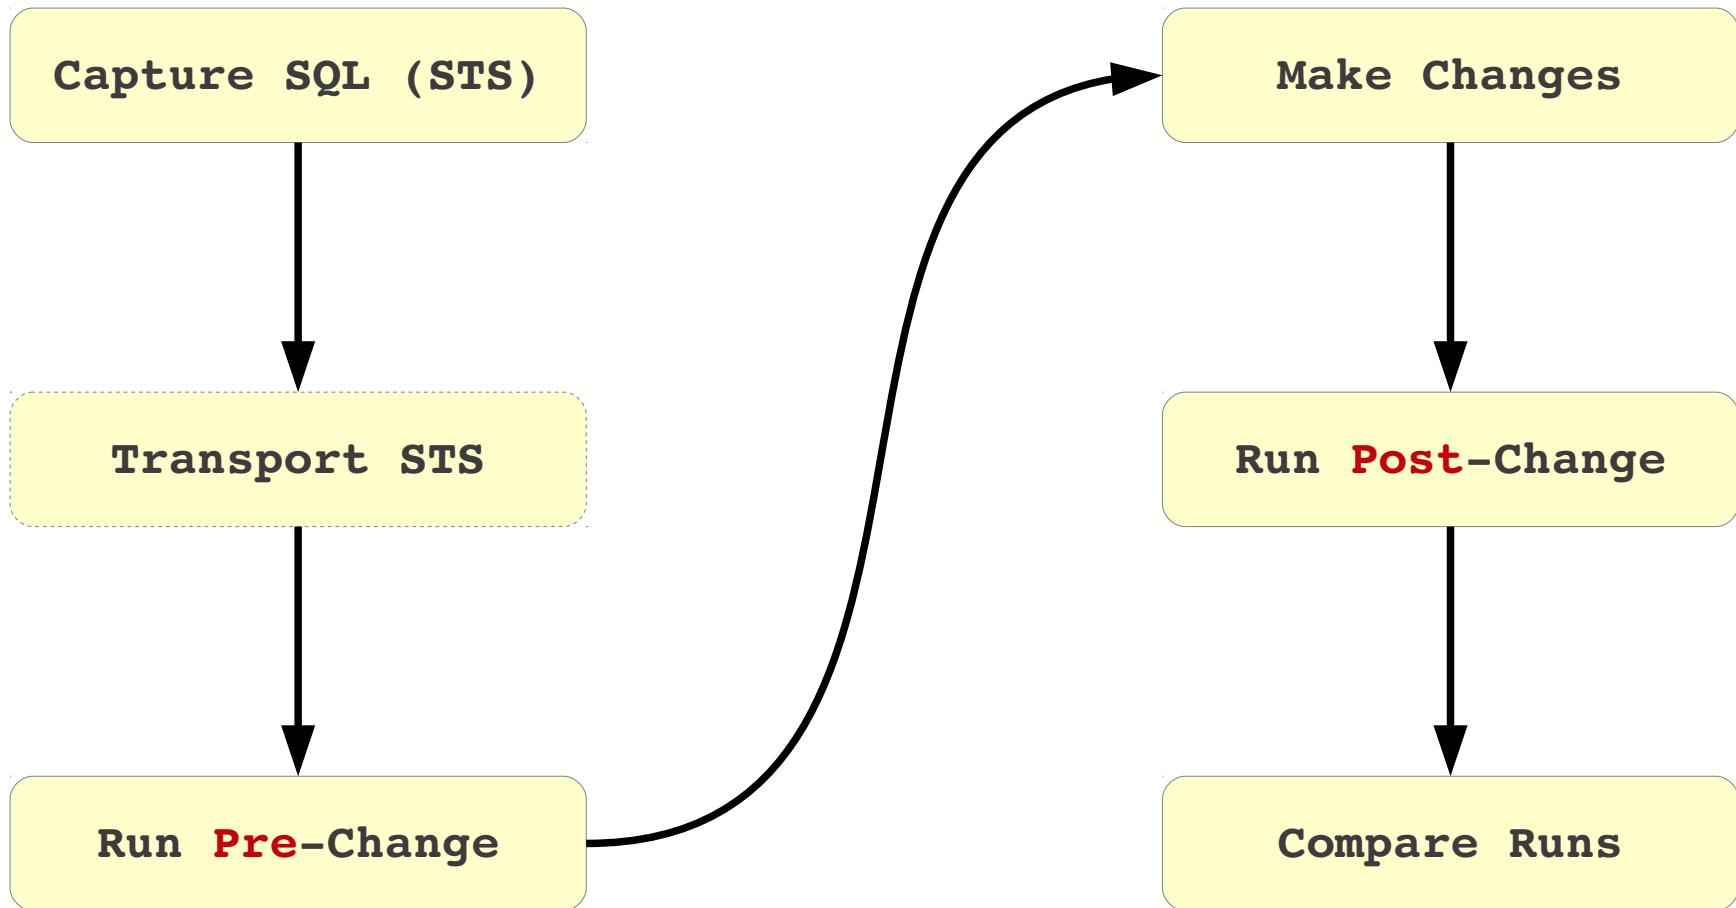 Capture SQL (STS)
Transport STS
Run Pre-Change
Make Changes
Run Post-Change
Compare Runs